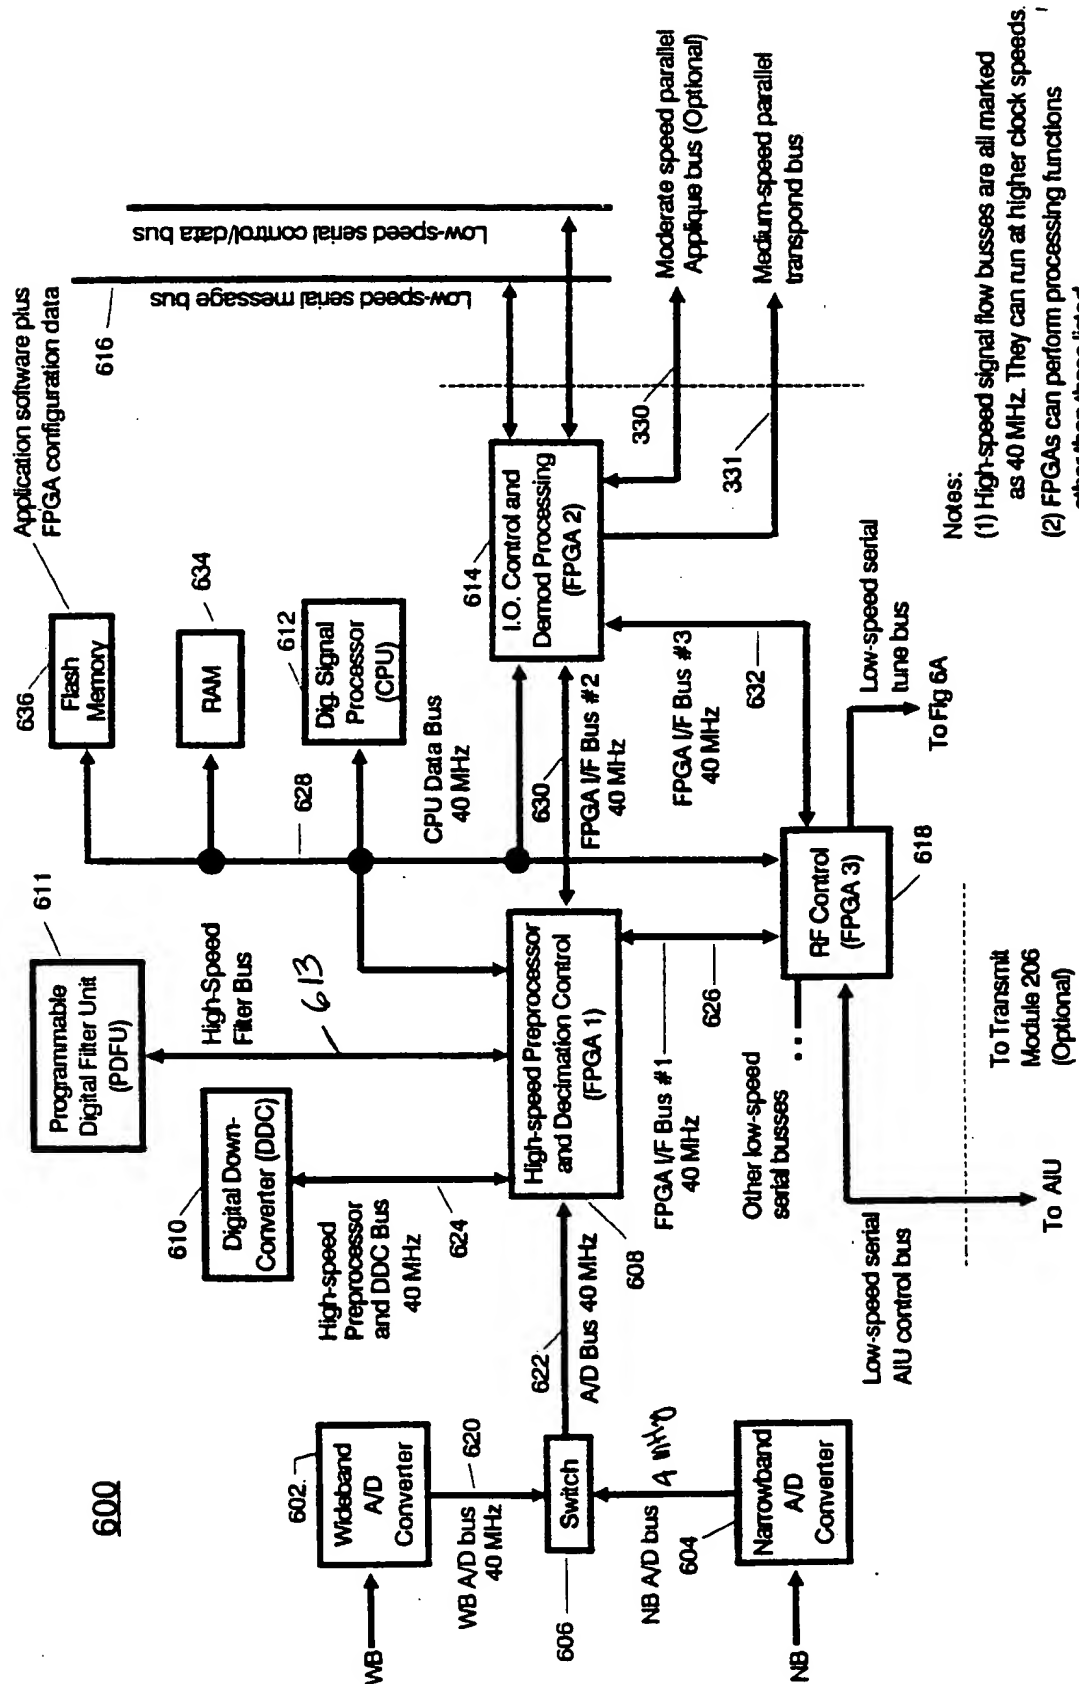 600
WB
602
Wideband
A/D
Converter
620
WB A/D bus
40 MHz
Switch
606
NB A/D bus
604
Narrowband
A/D
Converter
NB
622
A/D Bus 40 MHz
610
Digital Down-
Converter (DDC)
High-speed
Preprocessor
and DDC Bus
40 MHz
624
611
Programmable
Digital Filter Unit
(PDFU)
High-Speed
Filter Bus
613
High-speed Preprocessor
and Decimation Control
(FPGA 1)
608
FPGA I/F Bus #1
40 MHz
626
Other low-speed
serial busses
...
Low-speed serial
AIU control bus
To AIU
To Transmit
Module 206
(Optional)
RF Control
(FPGA 3)
618
Low-speed serial
tune bus
To Fig 6A
Application software plus
FPGA configuration data
636
Flash
Memory
634
RAM
612
Dig. Signal
Processor
(CPU)
628
CPU Data Bus
40 MHz
630
FPGA I/F Bus #2
40 MHz
FPGA I/F Bus #3
40 MHz
632
614
I.O. Control and
Demod Processing
(FPGA 2)
616
Low-speed serial message bus
Low-speed serial control/data bus
330
Moderate speed parallel
Applique bus (Optional)
331
Medium-speed parallel
transpond bus
Notes:
(1) High-speed signal flow busses are all marked
as 40 MHz. They can run at higher clock speeds.
(2) FPGAs can perform processing functions
other than those listed